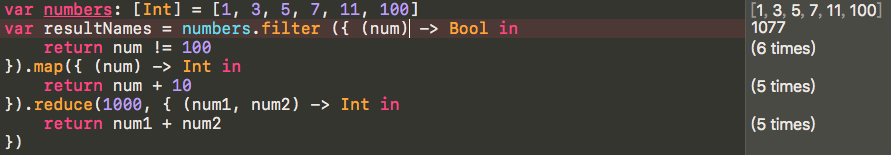 var numbers: [Int] = [1, 3, 5, 7, 11, 100] [1, 3, 5, 7, 11, 100]
var resultNames = numbers.filter ({ (num) -> Bool in 1077
return num != 100 (6 times)
}).map({ (num) -> Int in
return num + 10 (5 times)
}).reduce(1000, { (num1, num2) -> Int in
return num1 + num2 (5 times)
})